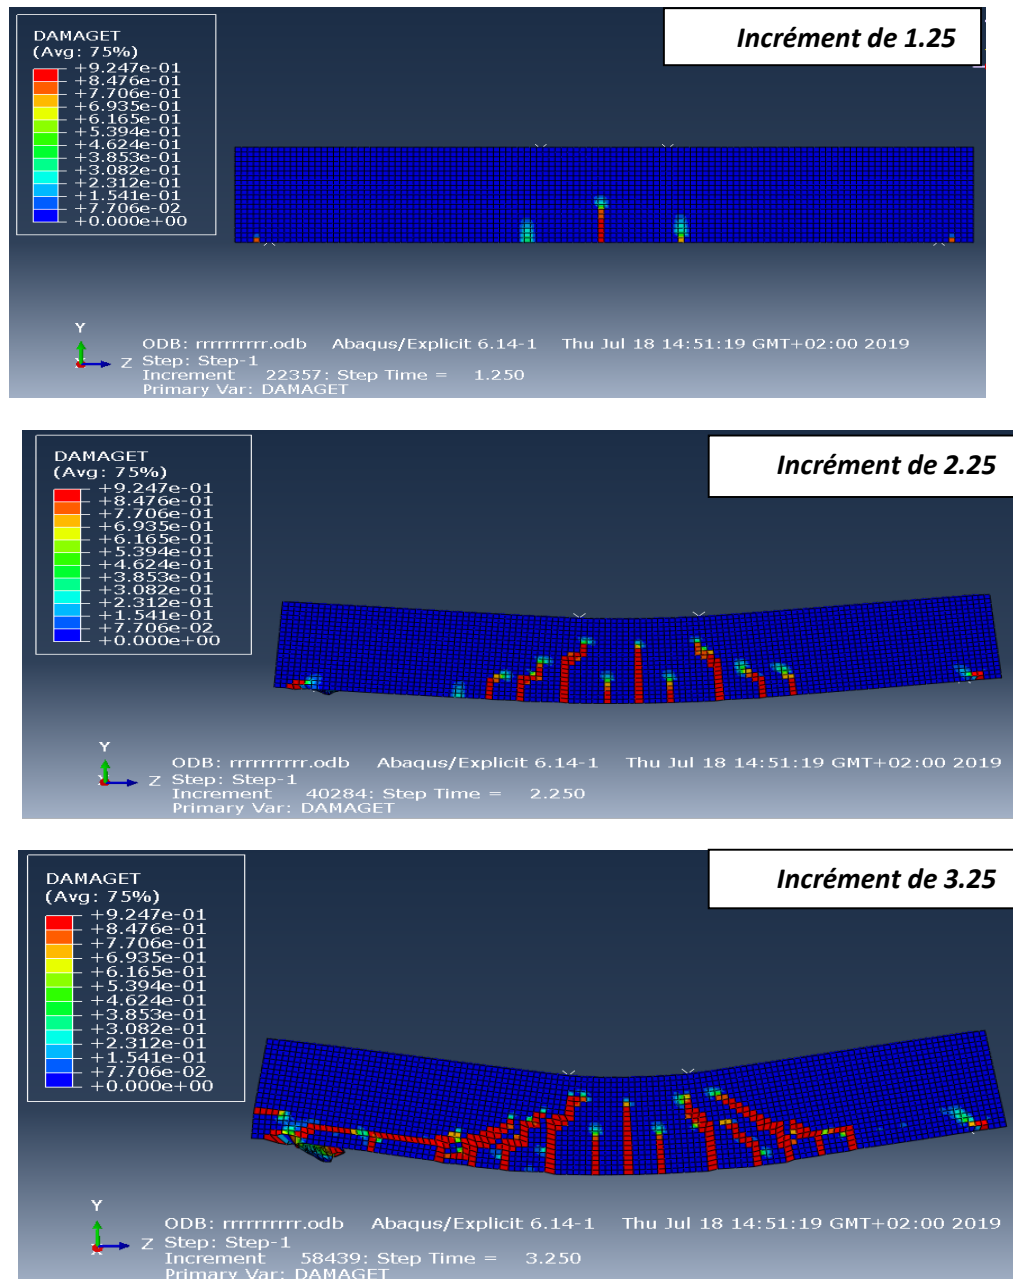 Incrément de 1.25
DAMAGET
(Avg: 75%)
+9.247e-01
+8.476e-01
+7.706e-01
+6.935e-01
+6.165e-01
+5.394e-01
+4.624e-01
+3.853e-01
+3.082e-01
+2.312e-01
+1.541e-01
+7.706e-02
+0.000e+00
Y
Z
ODB: rrrrrrrrrr.odb Abaqus/Explicit 6.14-1 Thu Jul 18 14:51:19 GMT+02:00 2019
Step: Step-1
Increment 22357: Step Time = 1.250
Primary Var: DAMAGET
Incrément de 2.25
DAMAGET
(Avg: 75%)
+9.247e-01
+8.476e-01
+7.706e-01
+6.935e-01
+6.165e-01
+5.394e-01
+4.624e-01
+3.853e-01
+3.082e-01
+2.312e-01
+1.541e-01
+7.706e-02
+0.000e+00
Y
Z
ODB: rrrrrrrrrr.odb Abaqus/Explicit 6.14-1 Thu Jul 18 14:51:19 GMT+02:00 2019
Step: Step-1
Increment 40284: Step Time = 2.250
Primary Var: DAMAGET
Incrément de 3.25
DAMAGET
(Avg: 75%)
+9.247e-01
+8.476e-01
+7.706e-01
+6.935e-01
+6.165e-01
+5.394e-01
+4.624e-01
+3.853e-01
+3.082e-01
+2.312e-01
+1.541e-01
+7.706e-02
+0.000e+00
Y
Z
ODB: rrrrrrrrrr.odb Abaqus/Explicit 6.14-1 Thu Jul 18 14:51:19 GMT+02:00 2019
Step: Step-1
Increment 58439: Step Time = 3.250
Primary Var: DAMAGET